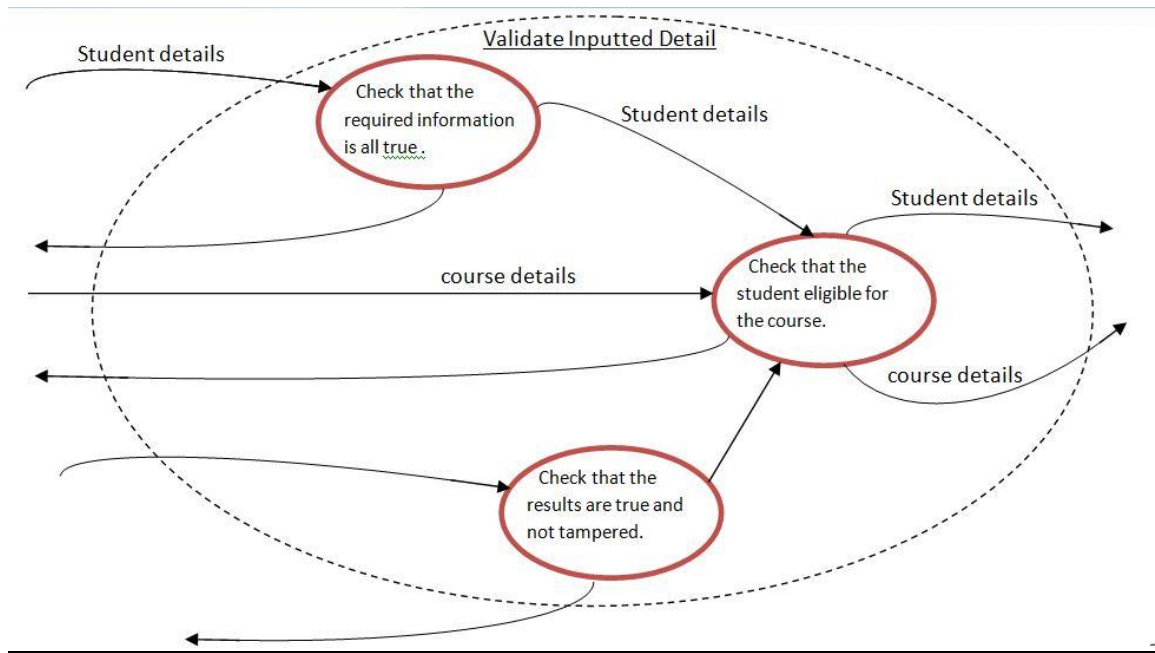 Validate Inputted Detail
Student details
Check that the
required information
is all true .
Student details
Student details
course details
Check that the
student eligible for
the course.
course details
Check that the
results are true and
not tampered.